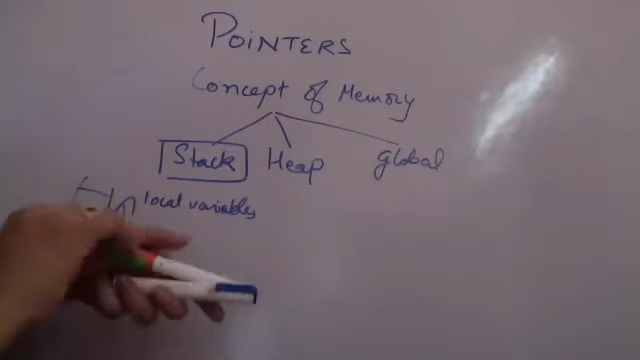 POINTERS
Concept of Memory
Stack Heap global
local variables